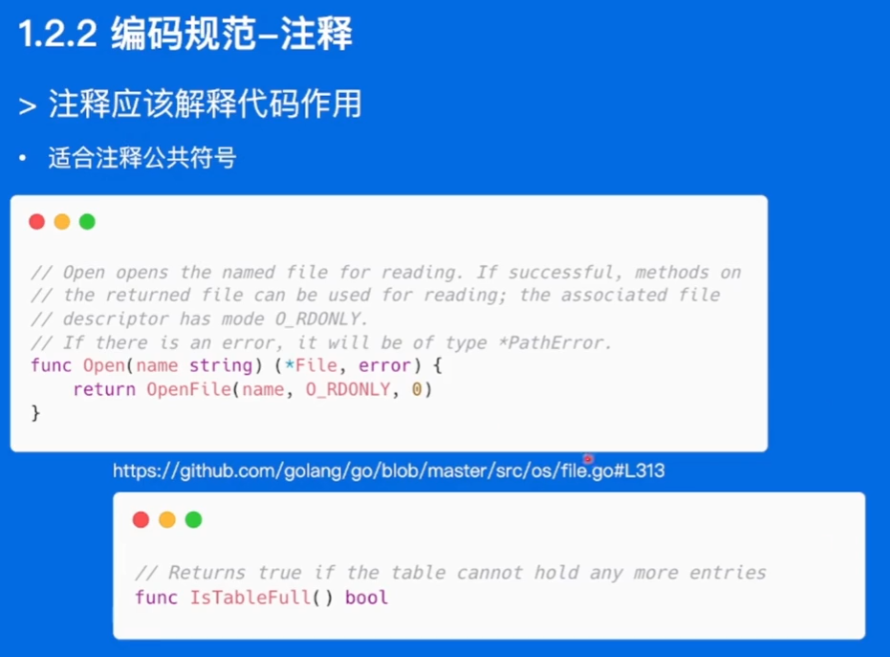 1.2.2 编码规范-注释
> 注释应该解释代码作用
• 适合注释公共符号
// Open opens the named file for reading. If successful, methods on
// the returned file can be used for reading; the associated file
// descriptor has mode O_RDONLY.
// If there is an error, it will be of type *PathError.
func Open(name string) (*File, error) {
    return OpenFile(name, O_RDONLY, 0)
}
https://github.com/golang/go/blob/master/src/os/file.go#L313
// Returns true if the table cannot hold any more entries
func IsTableFull() bool